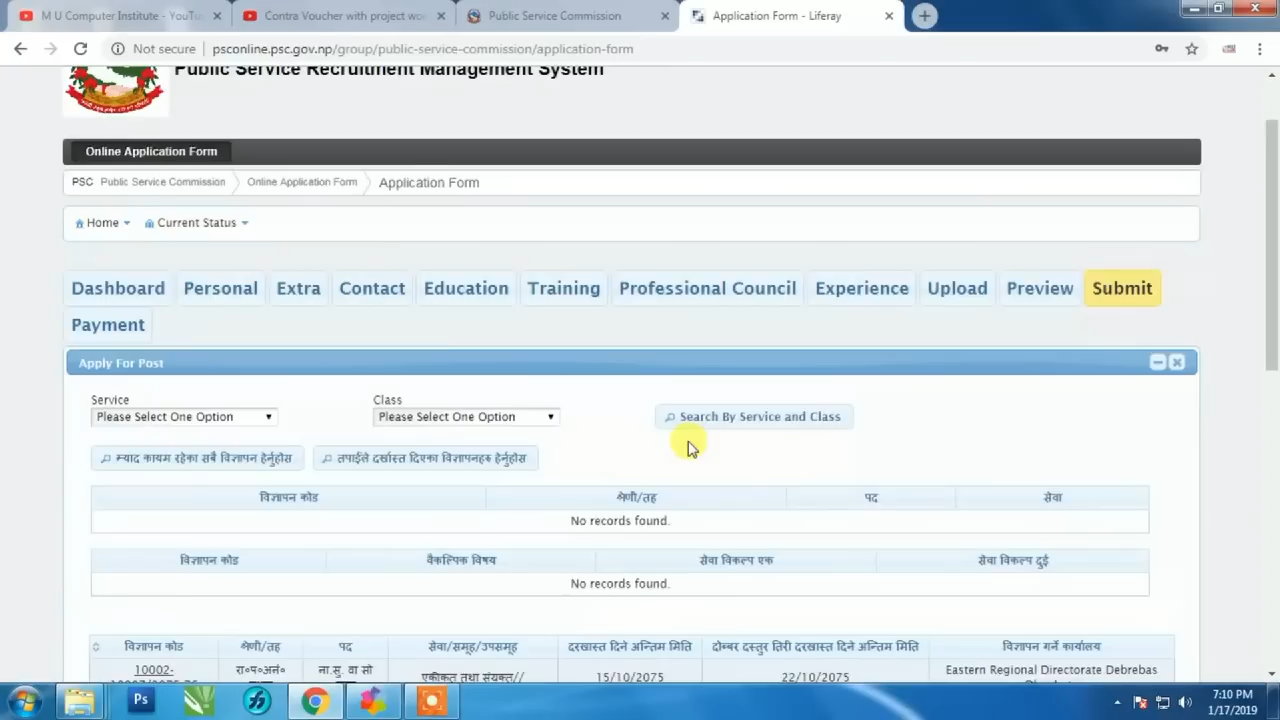 M U Computer Institute - YouTu
Contra Voucher with project wo
Public Service Commission
Application Form - Liferay
Not secure
psconline.psc.gov.np/group/public-service-commission/application-form
Public Service Recruitment Management System
Online Application Form
PSC Public Service Commission Online Application Form Application Form
Home Current Status
Dashboard Personal Extra Contact Education Training Professional Council Experience Upload Preview Submit
Payment
Apply For Post
Service Class
Please Select One Option Please Select One Option Search By Service and Class
म्याद कायम रहेका सबै विज्ञापन हेर्नुहोस तपाईले दर्खास्त दिएका विज्ञापनहरु हेर्नुहोस
विज्ञापन कोड श्रेणी/तह पद सेवा
No records found.
विज्ञापन कोड वैकल्पिक विषय सेवा विकल्प एक सेवा विकल्प दुई
No records found.
विज्ञापन कोड श्रेणी/तह पद सेवा/समूह/उपसमूह दरखास्त दिने अन्तिम मिति दोब्बर दस्तुर तिरी दरखास्त दिने अन्तिम मिति विज्ञापन गर्ने कार्यालय
10002- रा०प०अनं० ना.सु. वा सो एकीकृत तथा संयुक्त// 15/10/2075 22/10/2075 Eastern Regional Directorate Debrebas
Ps
7:10 PM
1/17/2019